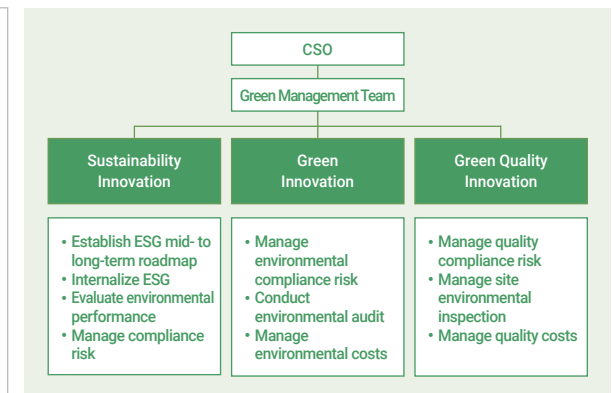 CSO
Green Management Team
Sustainability
Innovation
Green
Innovation
Green Quality
Innovation
• Establish ESG mid- to
long-term roadmap
• Internalize ESG
• Evaluate environmental
performance
• Manage compliance
risk
• Manage
environmental
compliance risk
• Conduct
environmental audit
• Manage
environmental costs
• Manage quality
compliance risk
• Manage site
environmental
inspection
• Manage quality costs